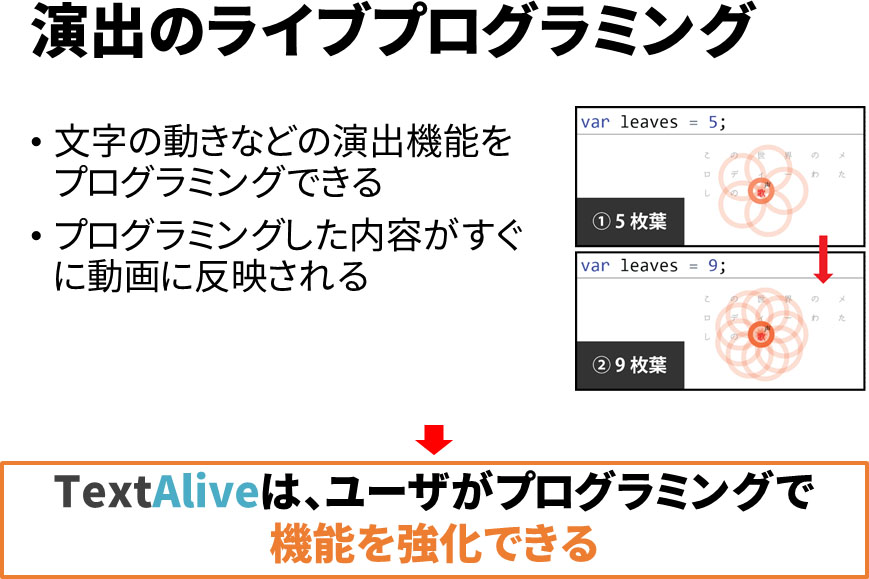 演出のライブプログラミング
• 文字の動きなどの演出機能を
プログラミングできる
• プログラミングした内容がすぐ
に動画に反映される
var leaves = 5;
この世界のメ
ロディーわた
しの歌声
①5枚葉
var leaves = 9;
この世界のメ
ロディーわた
しの歌声
②9枚葉
TextAliveは、ユーザがプログラミングで
機能を強化できる